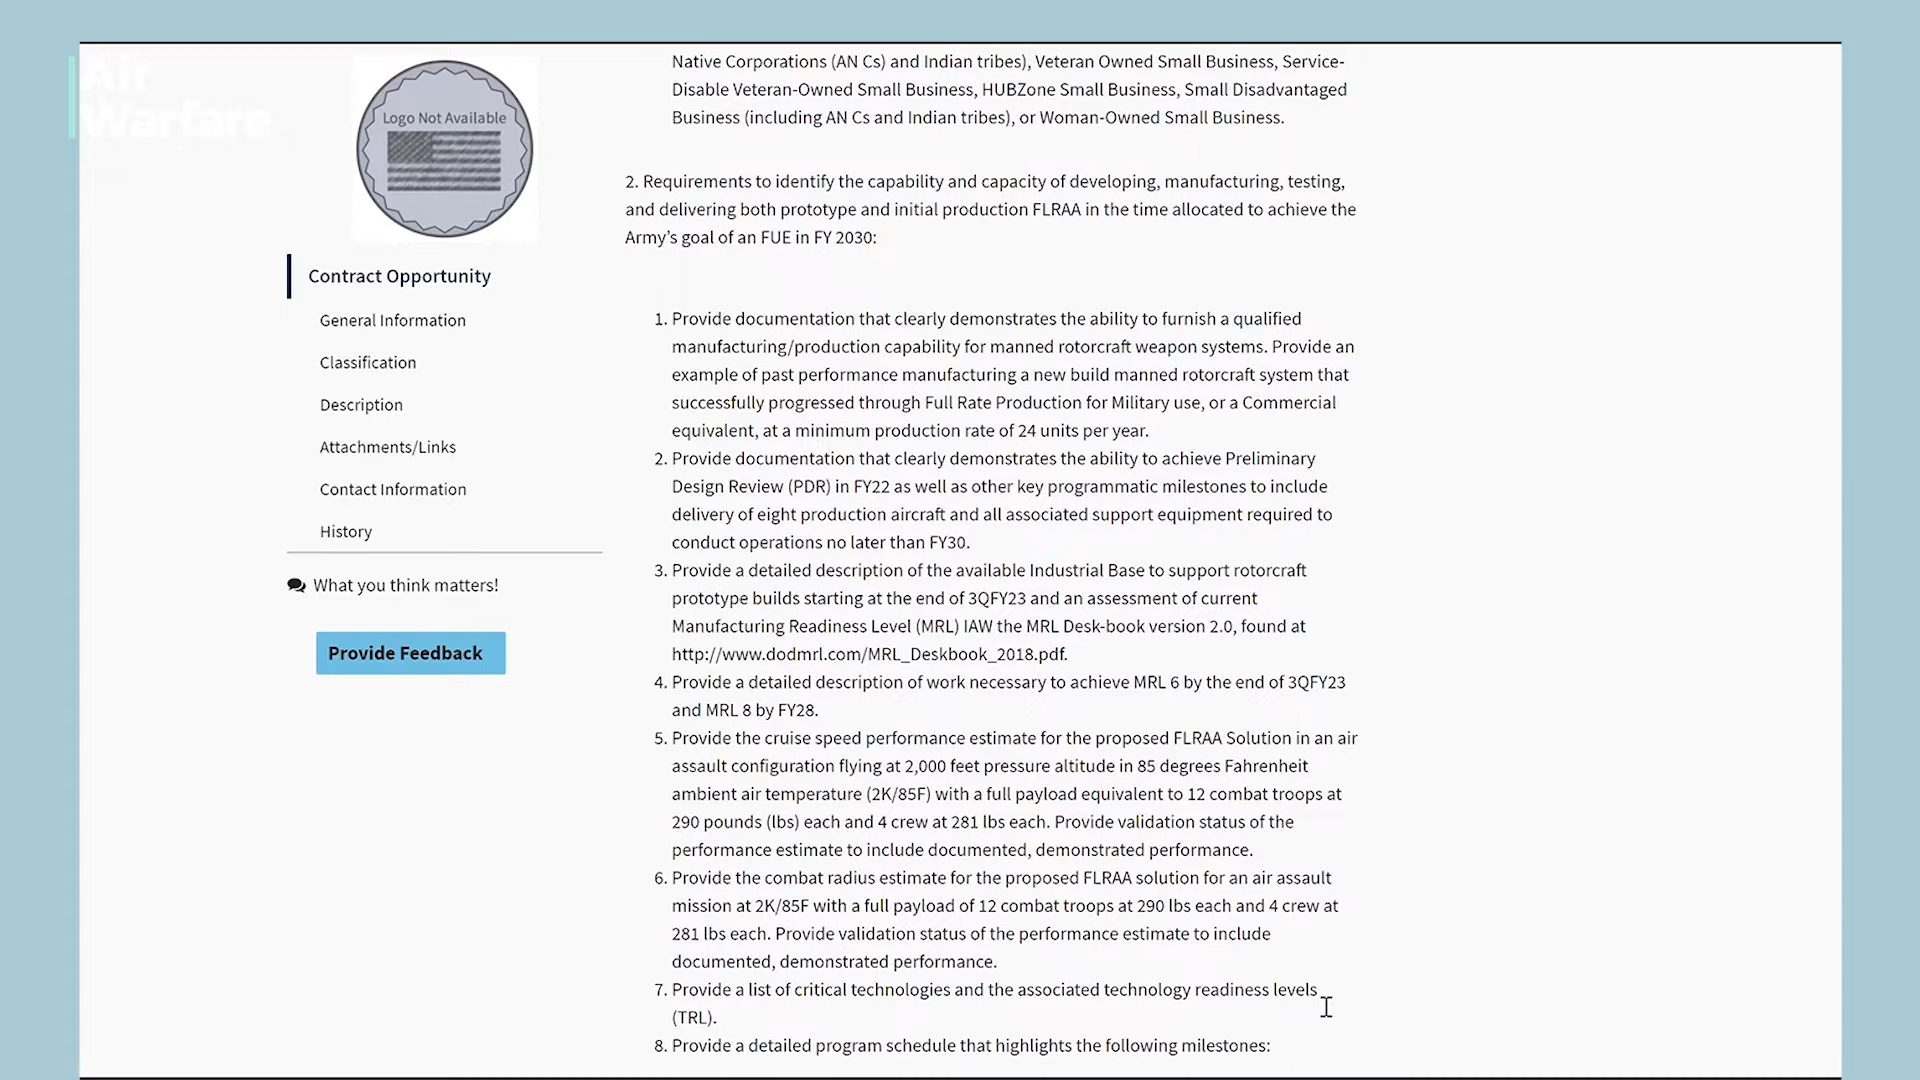 Air
Warfare
Logo Not Available
Contract Opportunity
General Information
Classification
Description
Attachments/Links
Contact Information
History
What you think matters!
Provide Feedback
Native Corporations (AN Cs) and Indian tribes), Veteran Owned Small Business, Service-
Disable Veteran-Owned Small Business, HUBZone Small Business, Small Disadvantaged
Business (including AN Cs and Indian tribes), or Woman-Owned Small Business.
2. Requirements to identify the capability and capacity of developing, manufacturing, testing,
and delivering both prototype and initial production FLRAA in the time allocated to achieve the
Army's goal of an FUE in FY 2030:
1. Provide documentation that clearly demonstrates the ability to furnish a qualified
manufacturing/production capability for manned rotorcraft weapon systems. Provide an
example of past performance manufacturing a new build manned rotorcraft system that
successfully progressed through Full Rate Production for Military use, or a Commercial
equivalent, at a minimum production rate of 24 units per year.
2. Provide documentation that clearly demonstrates the ability to achieve Preliminary
Design Review (PDR) in FY22 as well as other key programmatic milestones to include
delivery of eight production aircraft and all associated support equipment required to
conduct operations no later than FY30.
3. Provide a detailed description of the available Industrial Base to support rotorcraft
prototype builds starting at the end of 3QFY23 and an assessment of current
Manufacturing Readiness Level (MRL) IAW the MRL Desk-book version 2.0, found at
http://www.dodmrl.com/MRL_Deskbook_2018.pdf.
4. Provide a detailed description of work necessary to achieve MRL 6 by the end of 3QFY23
and MRL 8 by FY28.
5. Provide the cruise speed performance estimate for the proposed FLRAA Solution in an air
assault configuration flying at 2,000 feet pressure altitude in 85 degrees Fahrenheit
ambient air temperature (2K/85F) with a full payload equivalent to 12 combat troops at
290 pounds (lbs) each and 4 crew at 281 lbs each. Provide validation status of the
performance estimate to include documented, demonstrated performance.
6. Provide the combat radius estimate for the proposed FLRAA solution for an air assault
mission at 2K/85F with a full payload of 12 combat troops at 290 lbs each and 4 crew at
281 lbs each. Provide validation status of the performance estimate to include
documented, demonstrated performance.
7. Provide a list of critical technologies and the associated technology readiness levels
(TRL).
8. Provide a detailed program schedule that highlights the following milestones: